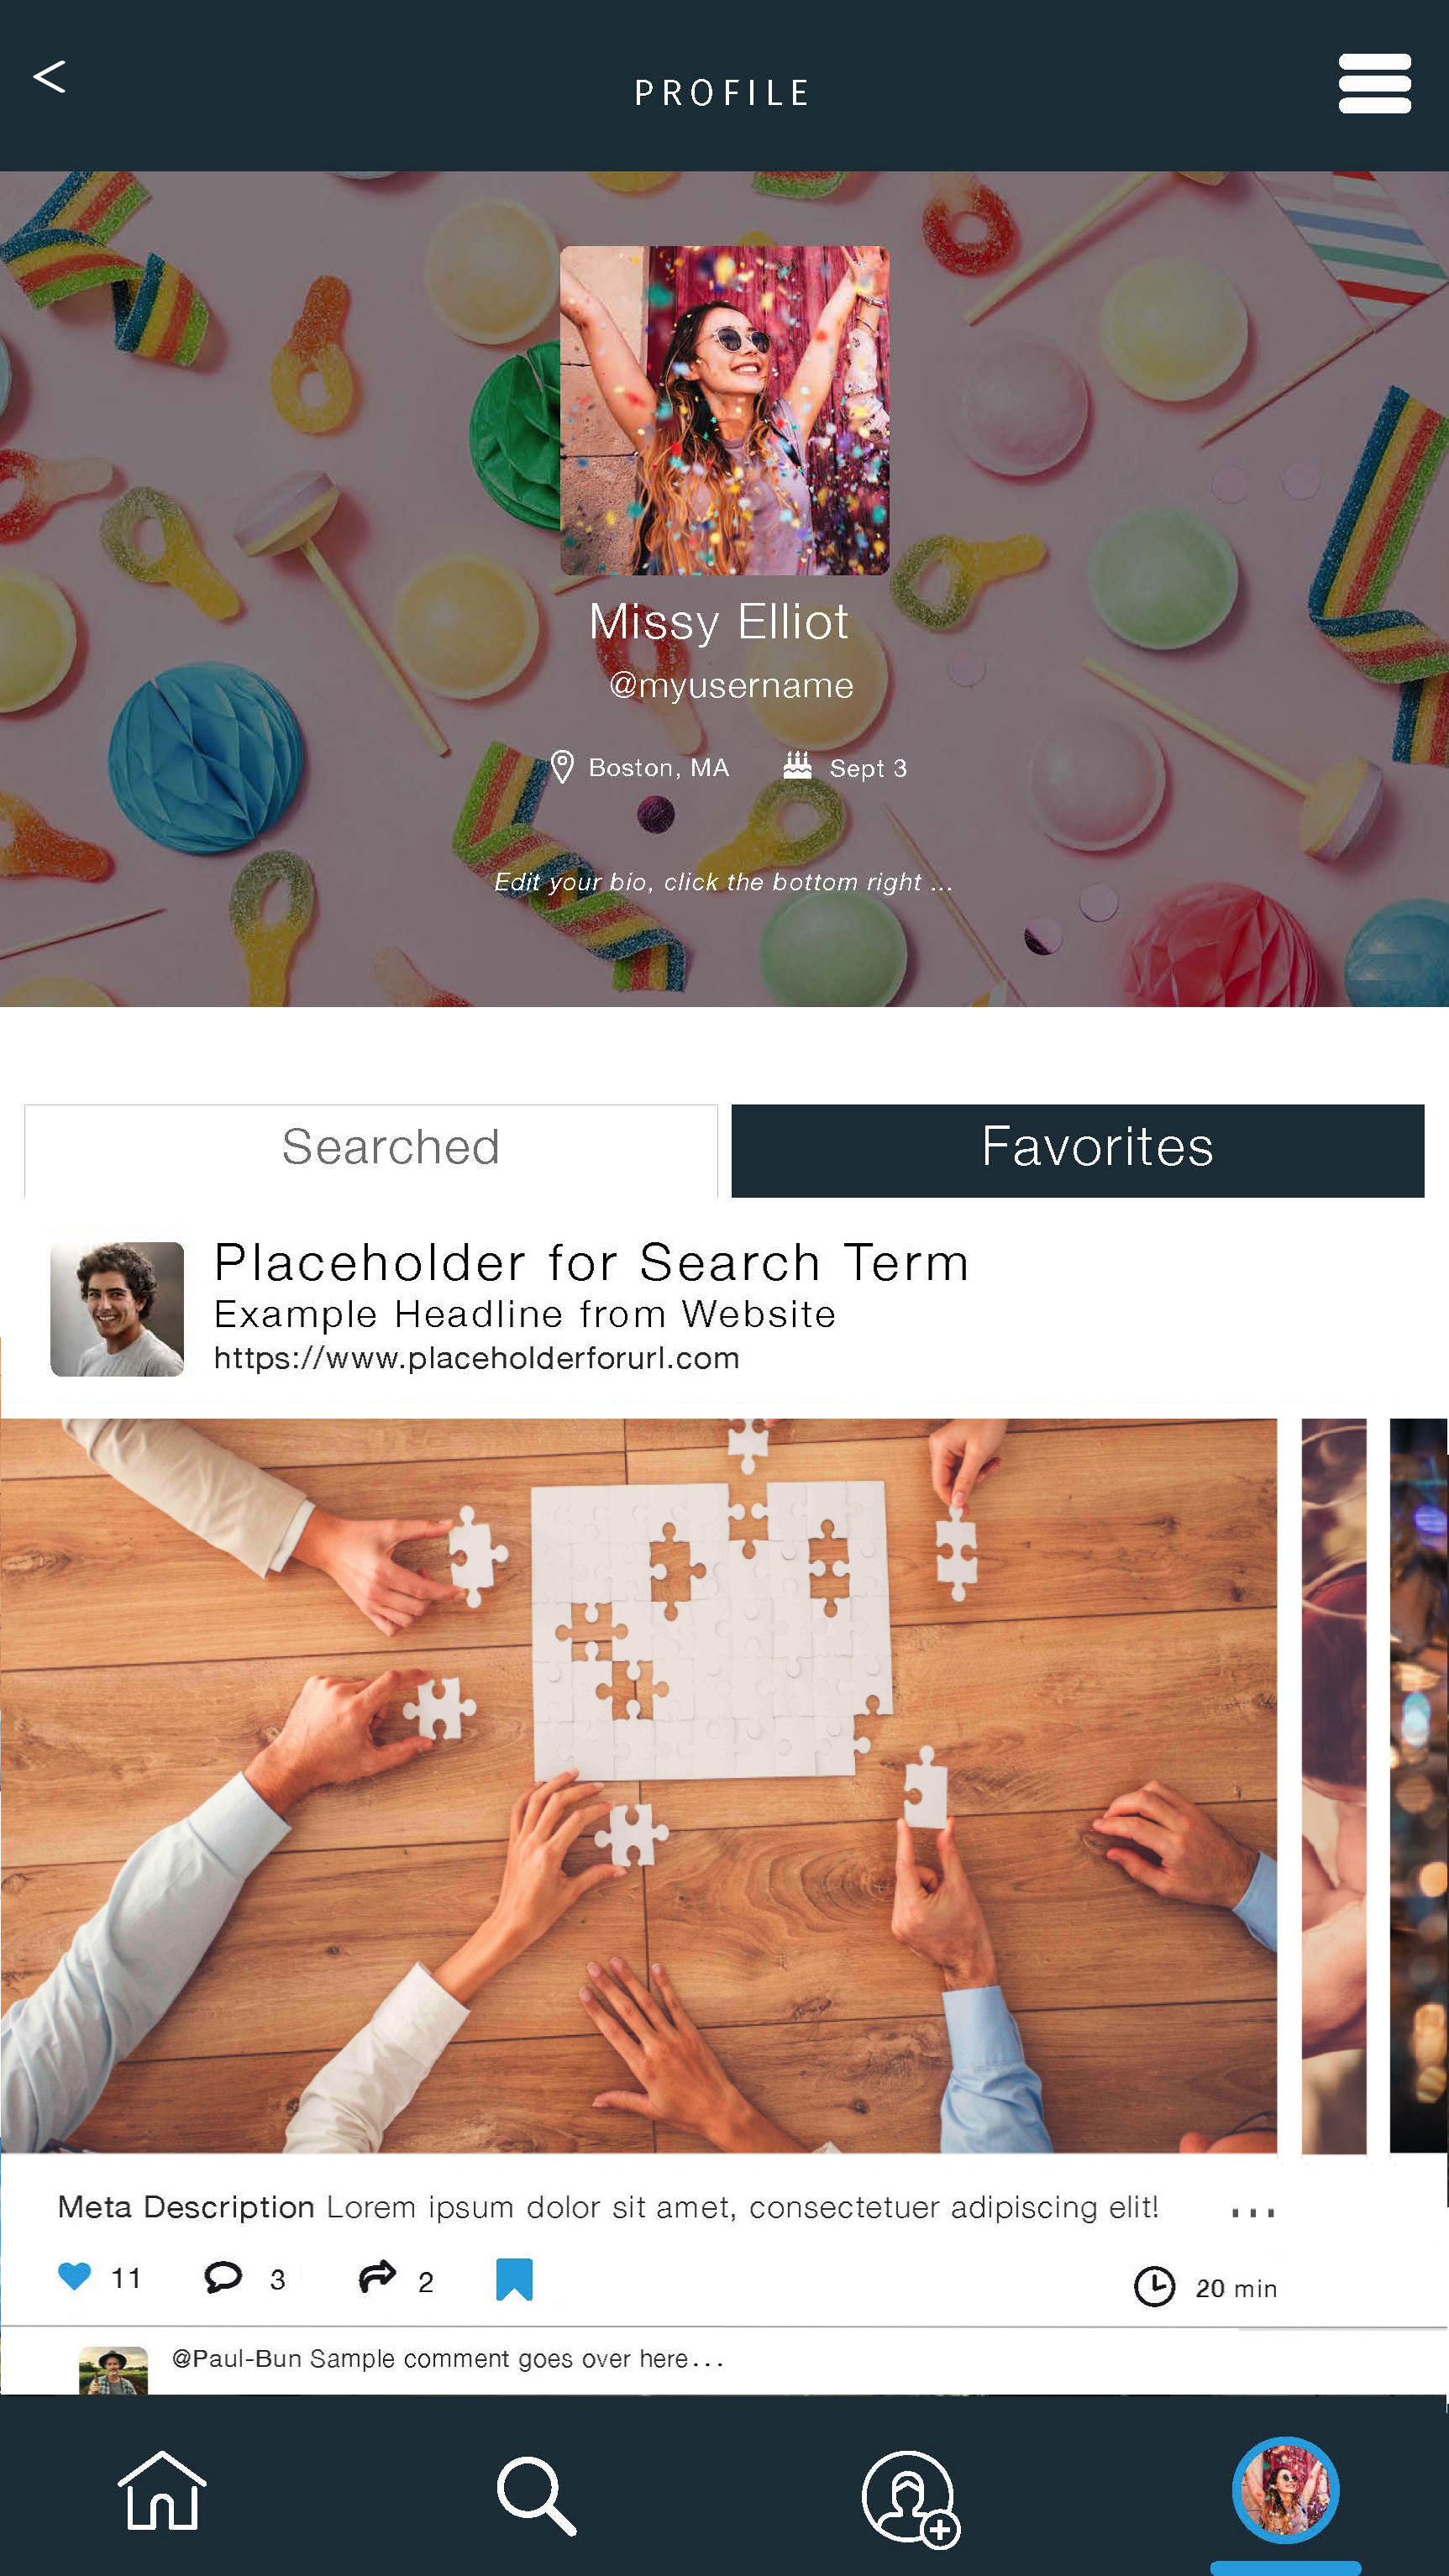 <
PROFILE
Missy Elliot
@myusername
Boston, MA Sept 3
Edit your bio, click the bottom right ...
Searched Favorites
Placeholder for Search Term
Example Headline from Website
https://www.placeholderforurl.com
Meta Description Lorem ipsum dolor sit amet, consectetuer adipiscing elit! ...
11 3 2 20 min
@Paul-Bun Sample comment goes over here...